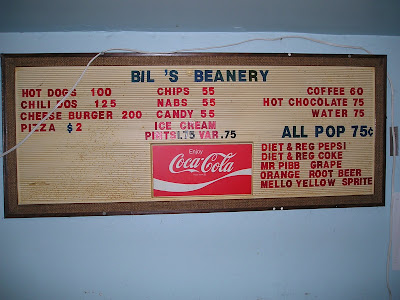 BIL 'S BEANERY
HOT DOGS 100
CHILI DOS 125
CHEESE BURGER 200
PIZZA $2
CHIPS 55
NABS 55
CANDY 55
ICE CREAM
PINTS1.75 VAR.75
COFFEE 60
HOT CHOCOLATE 75
WATER 75
ALL POP 75¢
DIET & REG PEPSI
DIET & REG COKE
MR PIBB GRAPE
ORANGE ROOT BEER
MELLO YELLOW SPRITE
Enjoy
Coca-Cola